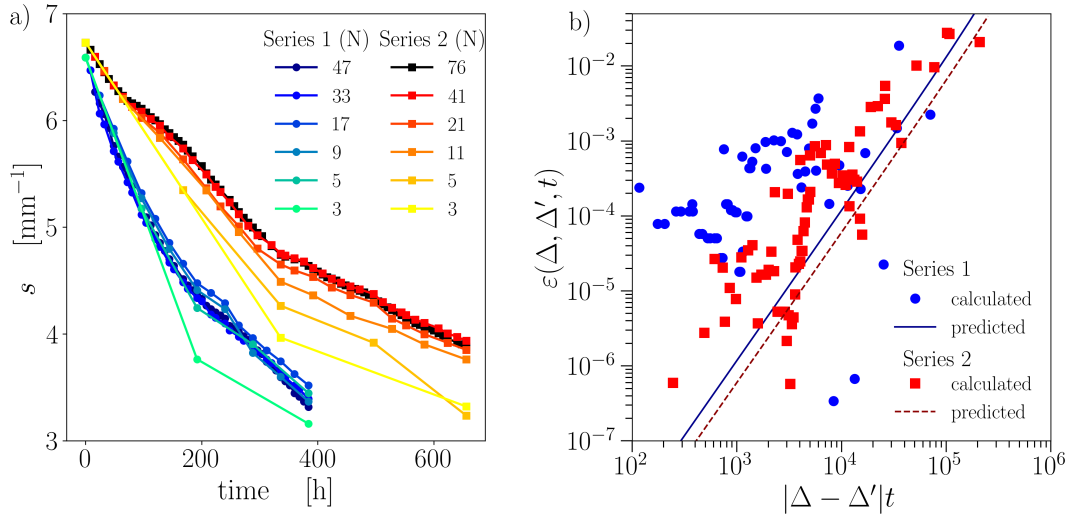 a)
Series 1 (N) Series 2 (N)
47 76
33 41
17 21
9 11
5 5
3 3
7
6
5
4
3
s [mm⁻¹]
0 200 400 600
time [h]
b)
10⁻²
10⁻³
10⁻⁴
10⁻⁵
10⁻⁶
10⁻⁷
ε(Δ, Δ′, t)
Series 1
calculated
predicted
Series 2
calculated
predicted
10² 10³ 10⁴ 10⁵ 10⁶
|Δ − Δ′|t